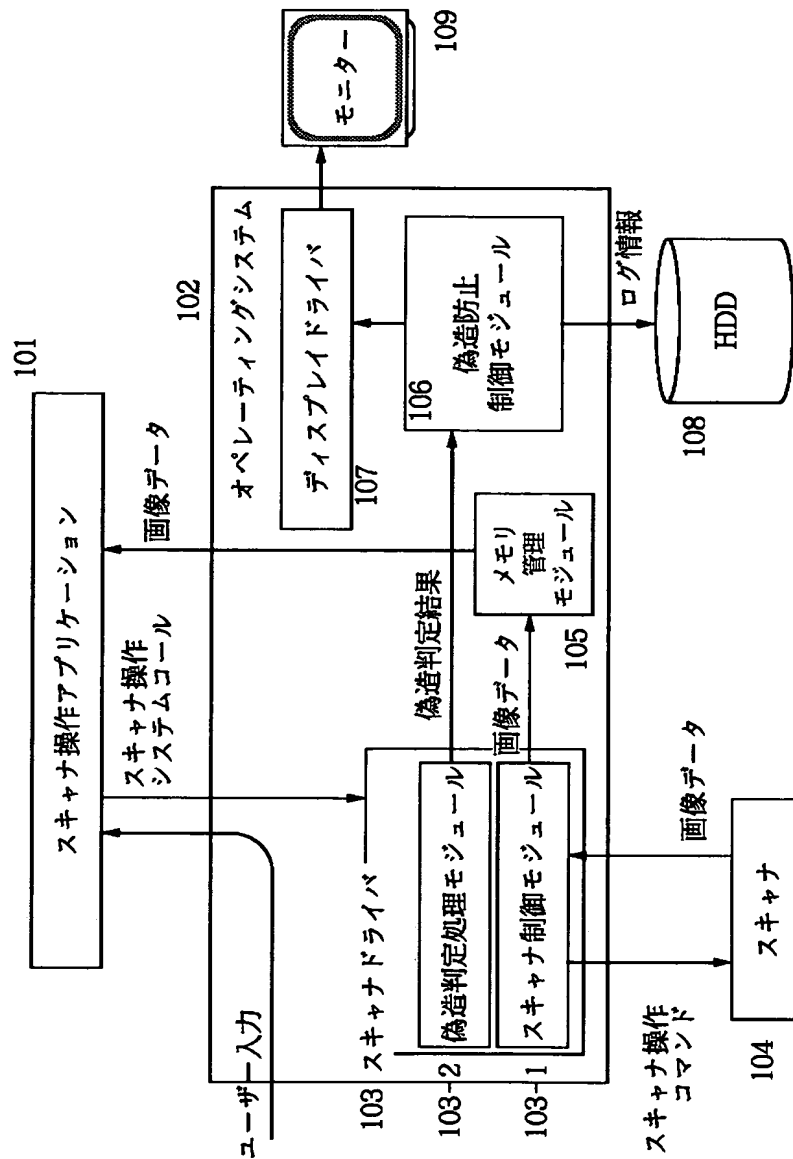 101
スキャナ操作アプリケーション
ユーザー入力
スキャナ操作
システムコール
画像データ
102
オペレーティングシステム
103 スキャナドライバ
103-2
偽造判定処理モジュール
103-1
スキャナ制御モジュール
偽造判定結果
画像データ
メモリ
管理
モジュール
105
ディスプレイドライバ
107
106
偽造防止
制御モジュール
モニター
109
ログ情報
HDD
108
スキャナ操作
コマンド
画像データ
スキャナ
104